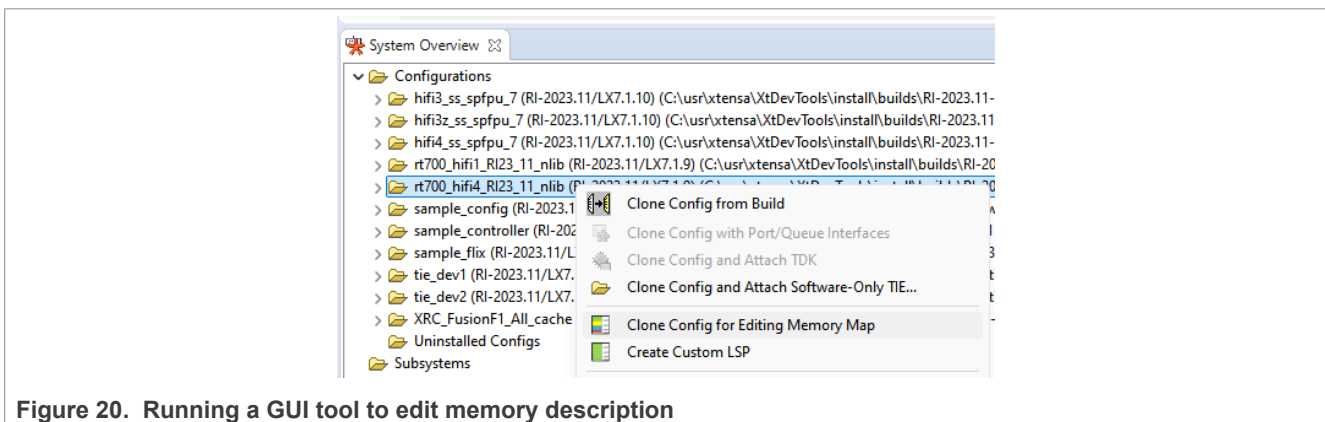 System Overview
Configurations
hifi3_ss_spfpu_7 (RI-2023.11/LX7.1.10) (C:\usr\xtensa\XtDevTools\install\builds\RI-2023.11-
hifi3z_ss_spfpu_7 (RI-2023.11/LX7.1.10) (C:\usr\xtensa\XtDevTools\install\builds\RI-2023.11
hifi4_ss_spfpu_7 (RI-2023.11/LX7.1.10) (C:\usr\xtensa\XtDevTools\install\builds\RI-2023.11-
rt700_hifi1_RI23_11_nlib (RI-2023.11/LX7.1.9) (C:\usr\xtensa\XtDevTools\install\builds\RI-20
rt700_hifi4_RI23_11_nlib
Clone Config from Build
sample_config (RI-2023.1
sample_controller (RI-202
Clone Config with Port/Queue Interfaces
sample_flix (RI-2023.11/L
Clone Config and Attach TDK
tie_dev1 (RI-2023.11/LX7.
Clone Config and Attach Software-Only TIE...
tie_dev2 (RI-2023.11/LX7.
XRC_FusionF1_All_cache
Clone Config for Editing Memory Map
Uninstalled Configs
Create Custom LSP
Subsystems
Figure 20. Running a GUI tool to edit memory description